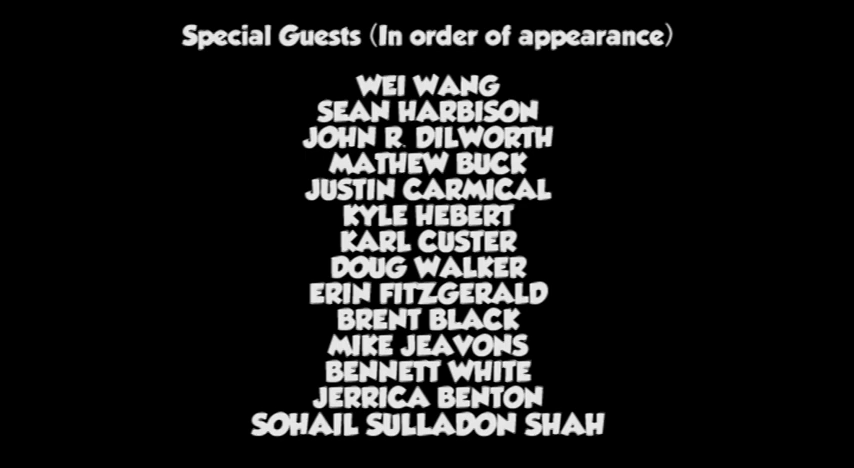 Special Guests (In order of appearance)
WEI WANG
SEAN HARBISON
JOHN R. DILWORTH
MATHEW BUCK
JUSTIN CARMICAL
KYLE HEBERT
KARL CUSTER
DOUG WALKER
ERIN FITZGERALD
BRENT BLACK
MIKE JEAVONS
BENNETT WHITE
JERRICA BENTON
SOHAIL SULLADON SHAH